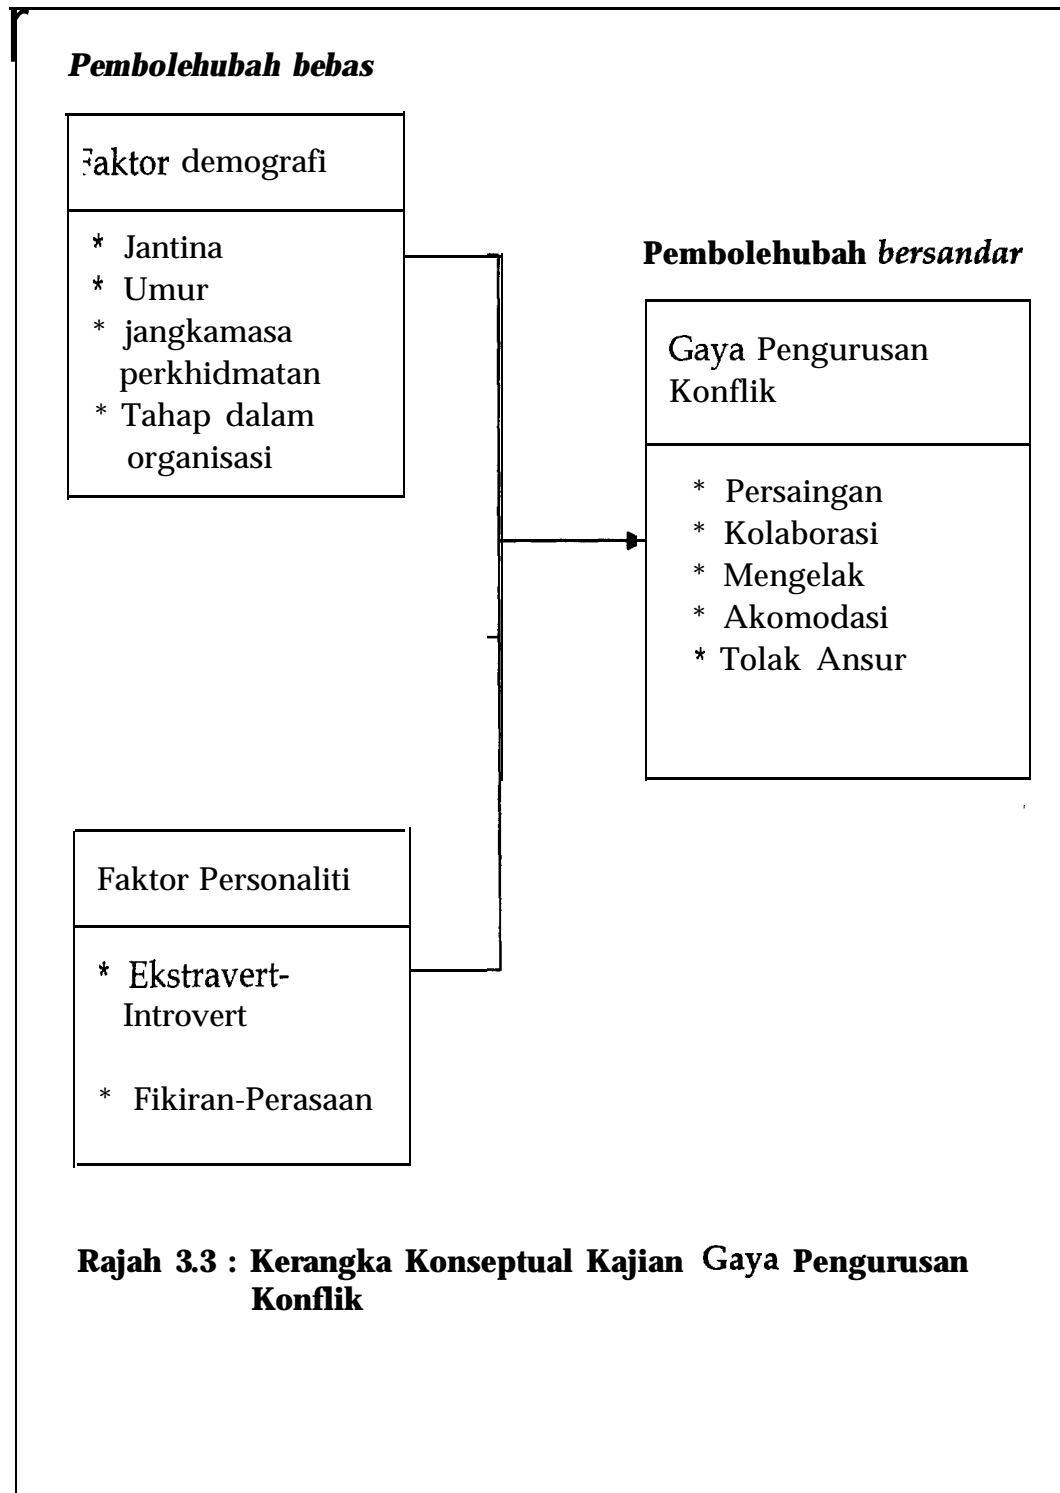 Pembolehubah bebas
Faktor demografi
* Jantina
* Umur
* jangkamasa
perkhidmatan
* Tahap dalam
organisasi
Pembolehubah bersandar
Gaya Pengurusan
Konflik
* Persaingan
* Kolaborasi
* Mengelak
* Akomodasi
* Tolak Ansur
Faktor Personaliti
* Ekstravert-
Introvert
* Fikiran-Perasaan
Rajah 3.3 : Kerangka Konseptual Kajian Gaya Pengurusan
Konflik